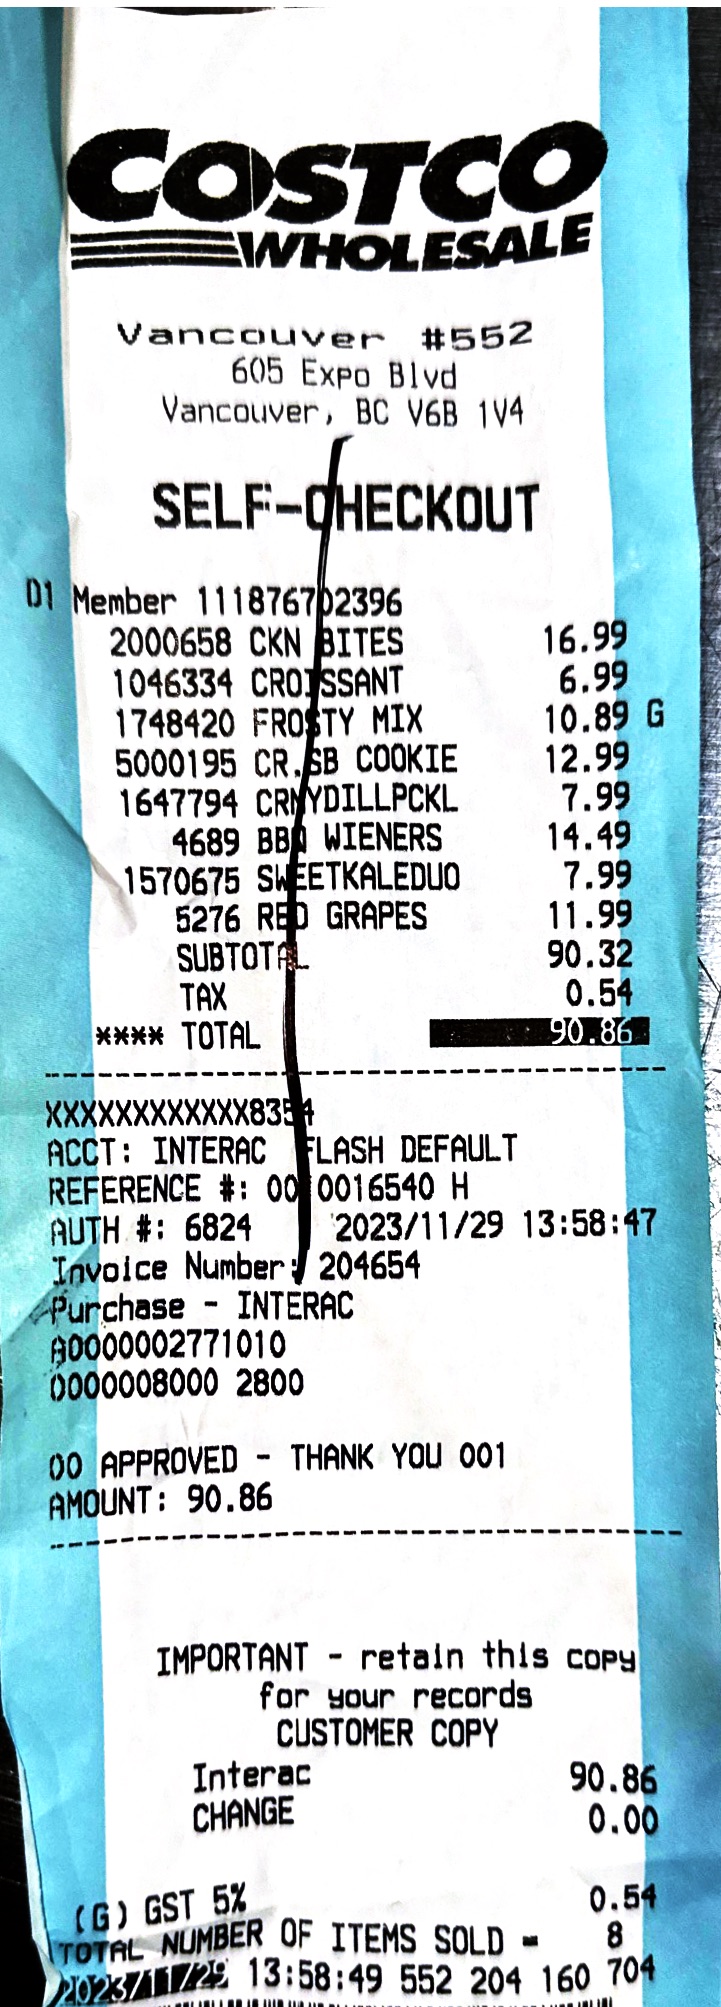 COSTCO
WHOLESALE
Vancouver #552
605 Expo Blvd
Vancouver, BC V6B 1V4
SELF-CHECKOUT
D1 Member 111876702396
2000658 CKN BITES 16.99
1046334 CROISSANT 6.99
1748420 FROSTY MIX 10.89 G
5000195 CR.SB COOKIE 12.99
1647794 CRNYDILLPCKL 7.99
4689 BBQ WIENERS 14.49
1570675 SWEETKALEDUO 7.99
5276 RED GRAPES 11.99
SUBTOTAL 90.32
TAX 0.54
**** TOTAL 90.86
XXXXXXXXXXXX8354
ACCT: INTERAC FLASH DEFAULT
REFERENCE #: H
AUTH #: 6824 2023/11/29 13:58:47
Invoice Number: 204654
Purchase - INTERAC
A0000002771010
0000008000 2800
00 APPROVED - THANK YOU 001
AMOUNT: 90.86
IMPORTANT - retain this copy
for your records
CUSTOMER COPY
Interac 90.86
CHANGE 0.00
(G) GST 5% 0.54
TOTAL NUMBER OF ITEMS SOLD = 8
2023/11/29 13:58:49 552 204 160 704